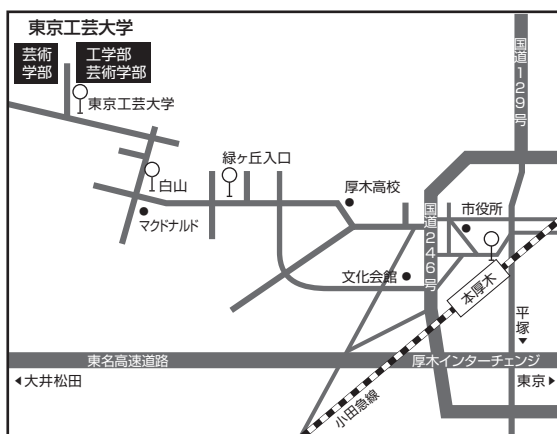 東京工芸大学
芸術
学部
工学部
芸術学部
東京工芸大学
国道129号
緑ヶ丘入口
白山
マクドナルド
厚木高校
市役所
国道246号
文化会館
本厚木
平塚
東名高速道路
厚木インターチェンジ
大井松田
東京
小田急線